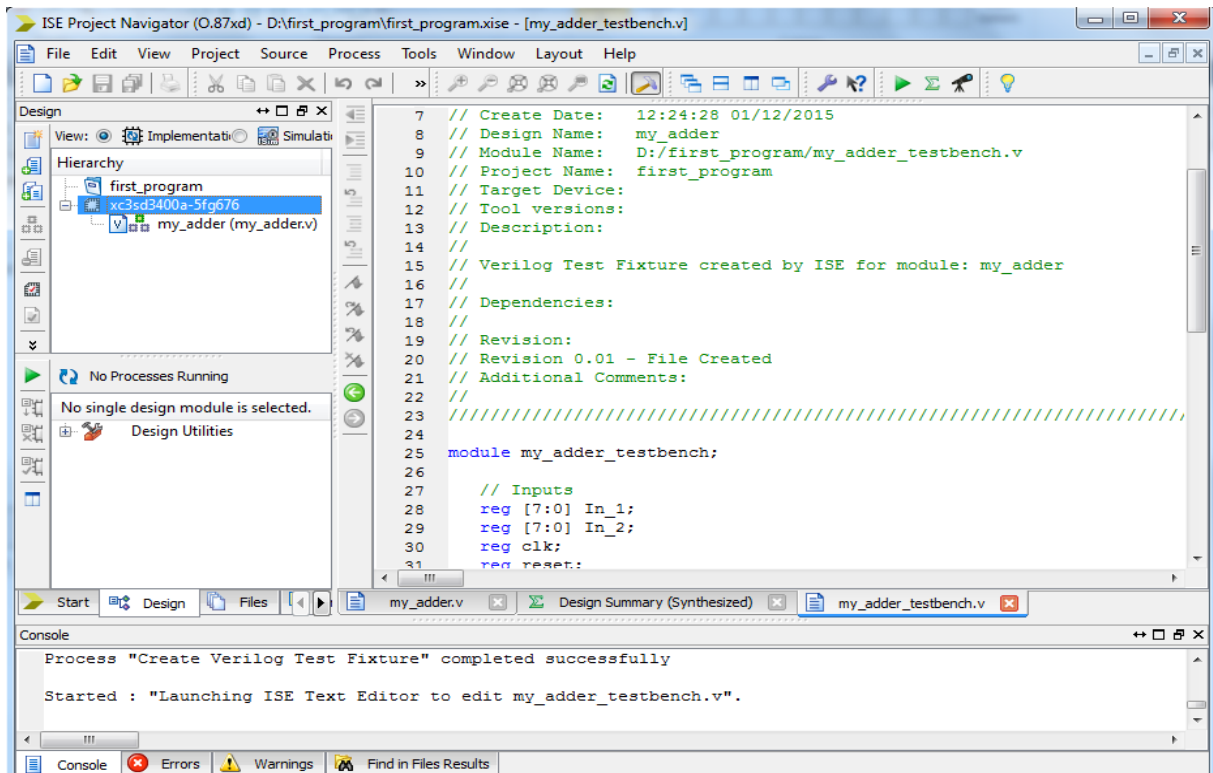 ISE Project Navigator (O.87xd) - D:\first_program\first_program.xise - [my_adder_testbench.v]
File Edit View Project Source Process Tools Window Layout Help
Design
View: Implementati Simulati
Hierarchy
first_program
xc3sd3400a-5fg676
my_adder (my_adder.v)
No Processes Running
No single design module is selected.
Design Utilities
Start Design Files
7 // Create Date: 12:24:28 01/12/2015
8 // Design Name: my_adder
9 // Module Name: D:/first_program/my_adder_testbench.v
10 // Project Name: first_program
11 // Target Device:
12 // Tool versions:
13 // Description:
14 //
15 // Verilog Test Fixture created by ISE for module: my_adder
16 //
17 // Dependencies:
18 //
19 // Revision:
20 // Revision 0.01 - File Created
21 // Additional Comments:
22 //
23 ////////////////////////////////////////////////////////////////////////
24
25 module my_adder_testbench;
26
27 // Inputs
28 reg [7:0] In_1;
29 reg [7:0] In_2;
30 reg clk;
31 reg reset;
my_adder.v Design Summary (Synthesized) my_adder_testbench.v
Console
Process "Create Verilog Test Fixture" completed successfully
Started : "Launching ISE Text Editor to edit my_adder_testbench.v".
Console Errors Warnings Find in Files Results